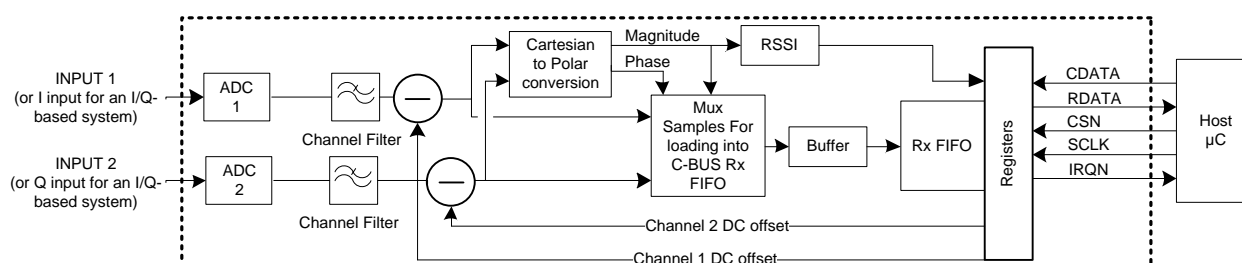 INPUT 1
(or I input for an I/Q-
based system)
ADC
1
Channel Filter
Cartesian
to Polar
conversion
Magnitude
Phase
RSSI
Mux
Samples For
loading into
C-BUS Rx
FIFO
Buffer
Rx FIFO
Registers
CDATA
RDATA
CSN
SCLK
IRQN
Host
µC
INPUT 2
(or Q input for an I/Q-
based system)
ADC
2
Channel Filter
Channel 2 DC offset
Channel 1 DC offset